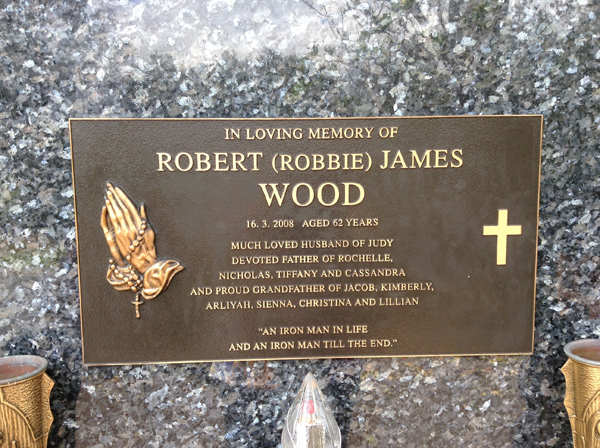 IN LOVING MEMORY OF
ROBERT (ROBBIE) JAMES
WOOD
16. 3. 2008 AGED 62 YEARS
MUCH LOVED HUSBAND OF JUDY
DEVOTED FATHER OF ROCHELLE,
NICHOLAS, TIFFANY AND CASSANDRA
AND PROUD GRANDFATHER OF JACOB, KIMBERLY,
ARLIYAH, SIENNA, CHRISTINA AND LILLIAN
"AN IRON MAN IN LIFE
AND AN IRON MAN TILL THE END."